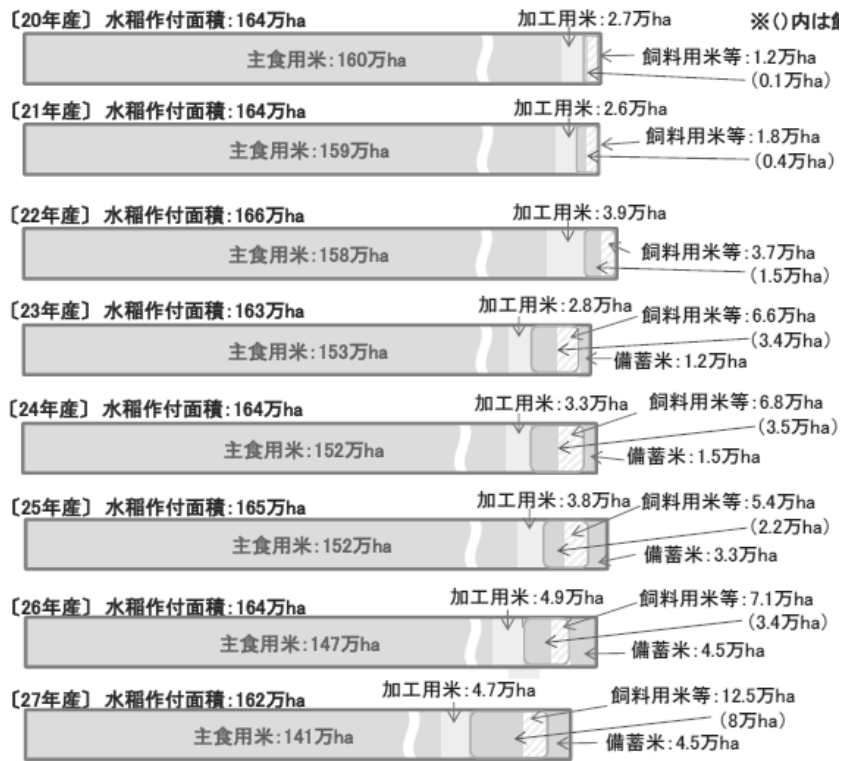 〔20年産〕 水稲作付面積:164万ha
加工用米:2.7万ha
※()内は
主食用米:160万ha
飼料用米等:1.2万ha
(0.1万ha)
〔21年産〕 水稲作付面積:164万ha
加工用米:2.6万ha
主食用米:159万ha
飼料用米等:1.8万ha
(0.4万ha)
〔22年産〕 水稲作付面積:166万ha
加工用米:3.9万ha
主食用米:158万ha
飼料用米等:3.7万ha
(1.5万ha)
〔23年産〕 水稲作付面積:163万ha
加工用米:2.8万ha
飼料用米等:6.6万ha
(3.4万ha)
主食用米:153万ha
備蓄米:1.2万ha
〔24年産〕 水稲作付面積:164万ha
加工用米:3.3万ha
飼料用米等:6.8万ha
(3.5万ha)
主食用米:152万ha
備蓄米:1.5万ha
〔25年産〕 水稲作付面積:165万ha
加工用米:3.8万ha
飼料用米等:5.4万ha
(2.2万ha)
主食用米:152万ha
備蓄米:3.3万ha
〔26年産〕 水稲作付面積:164万ha
加工用米:4.9万ha
飼料用米等:7.1万ha
(3.4万ha)
主食用米:147万ha
備蓄米:4.5万ha
〔27年産〕 水稲作付面積:162万ha
加工用米:4.7万ha
飼料用米等:12.5万ha
(8万ha)
主食用米:141万ha
備蓄米:4.5万ha